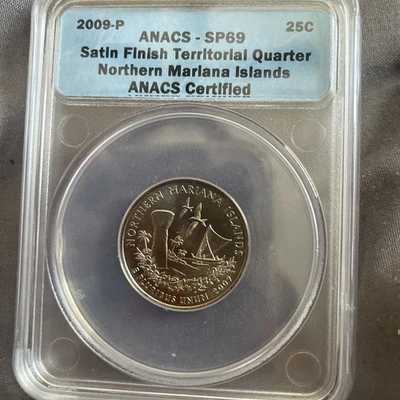 2009-P
25C
ANACS - SP69
Satin Finish Territorial Quarter
Northern Mariana Islands
ANACS Certified
NORTHERN MARIANA ISLANDS
E PLURIBUS UNUM 2009